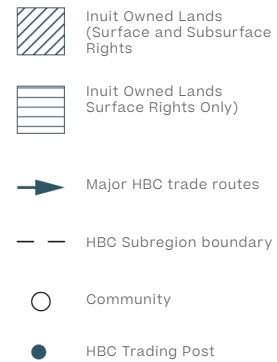 Inuit Owned Lands
(Surface and Subsurface
Rights
Inuit Owned Lands
Surface Rights Only)
Major HBC trade routes
HBC Subregion boundary
Community
HBC Trading Post